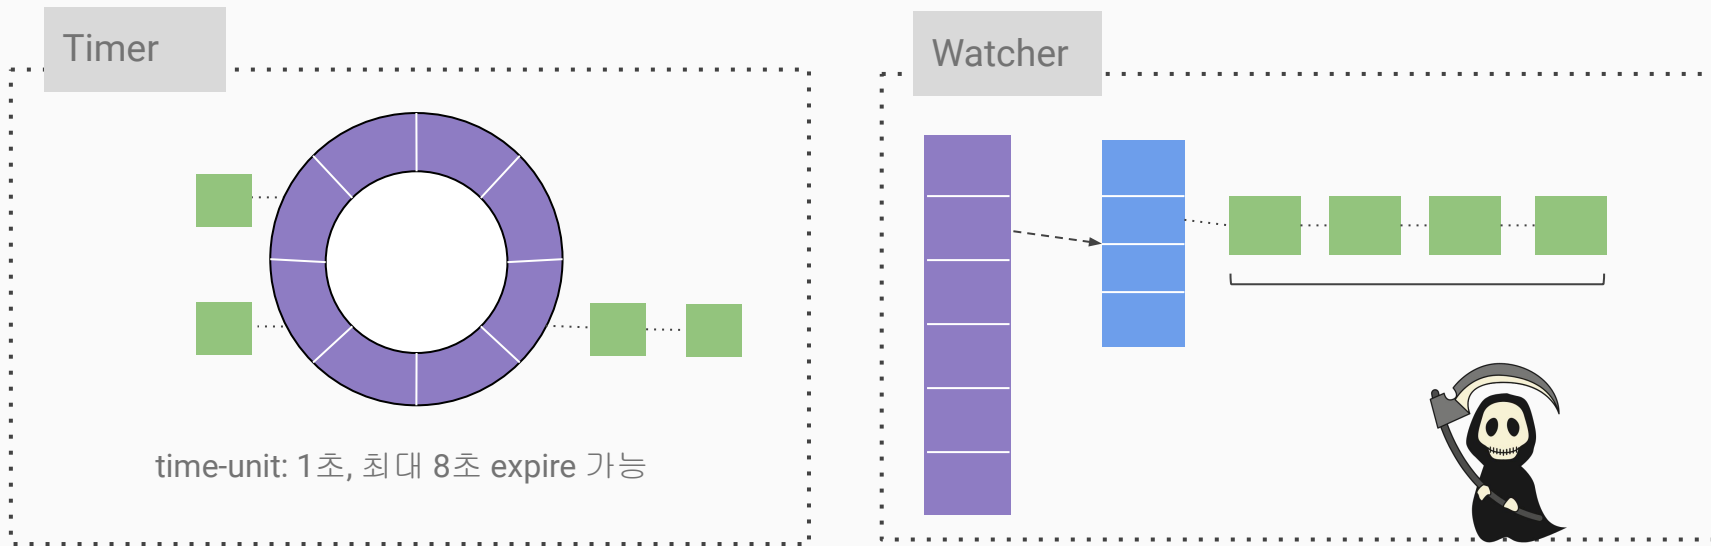 Timer
Watcher
time-unit: 1초, 최대 8초 expire 가능